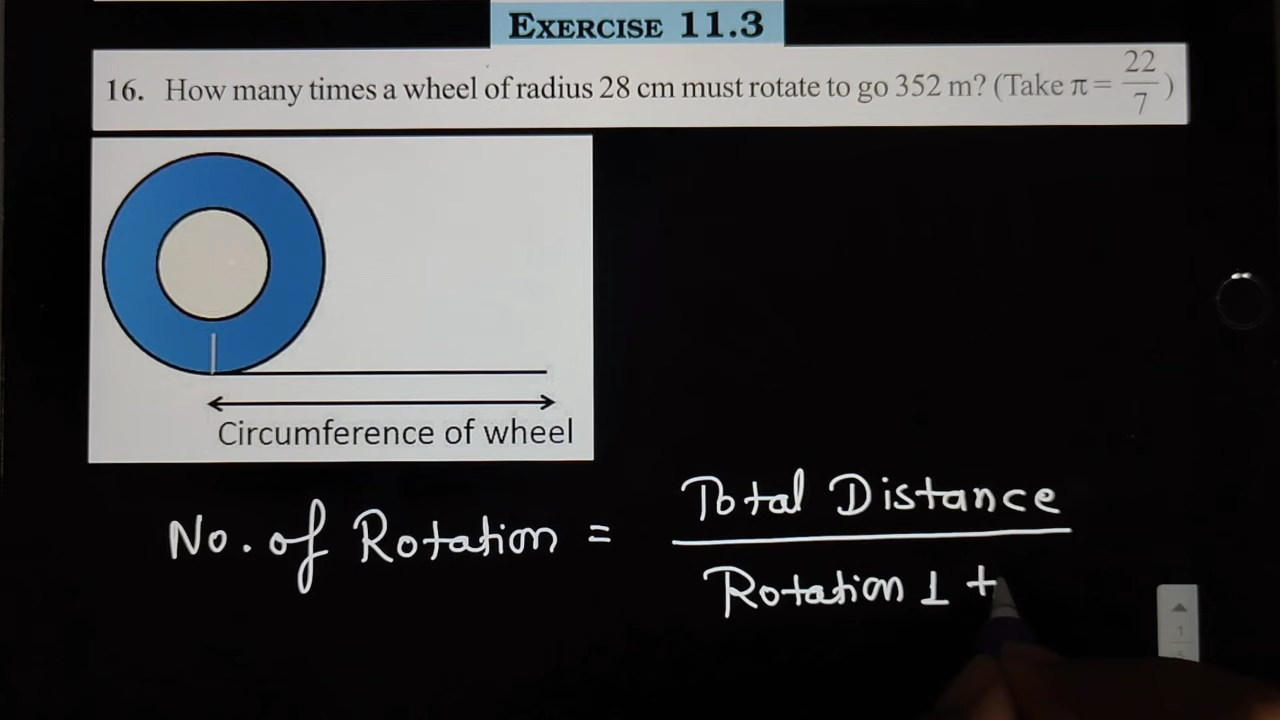 EXERCISE 11.3
16. How many times a wheel of radius 28 cm must rotate to go 352 m? (Take π = 22/7)
Circumference of wheel
No. of Rotation = Total Distance
Rotation 1 t
1